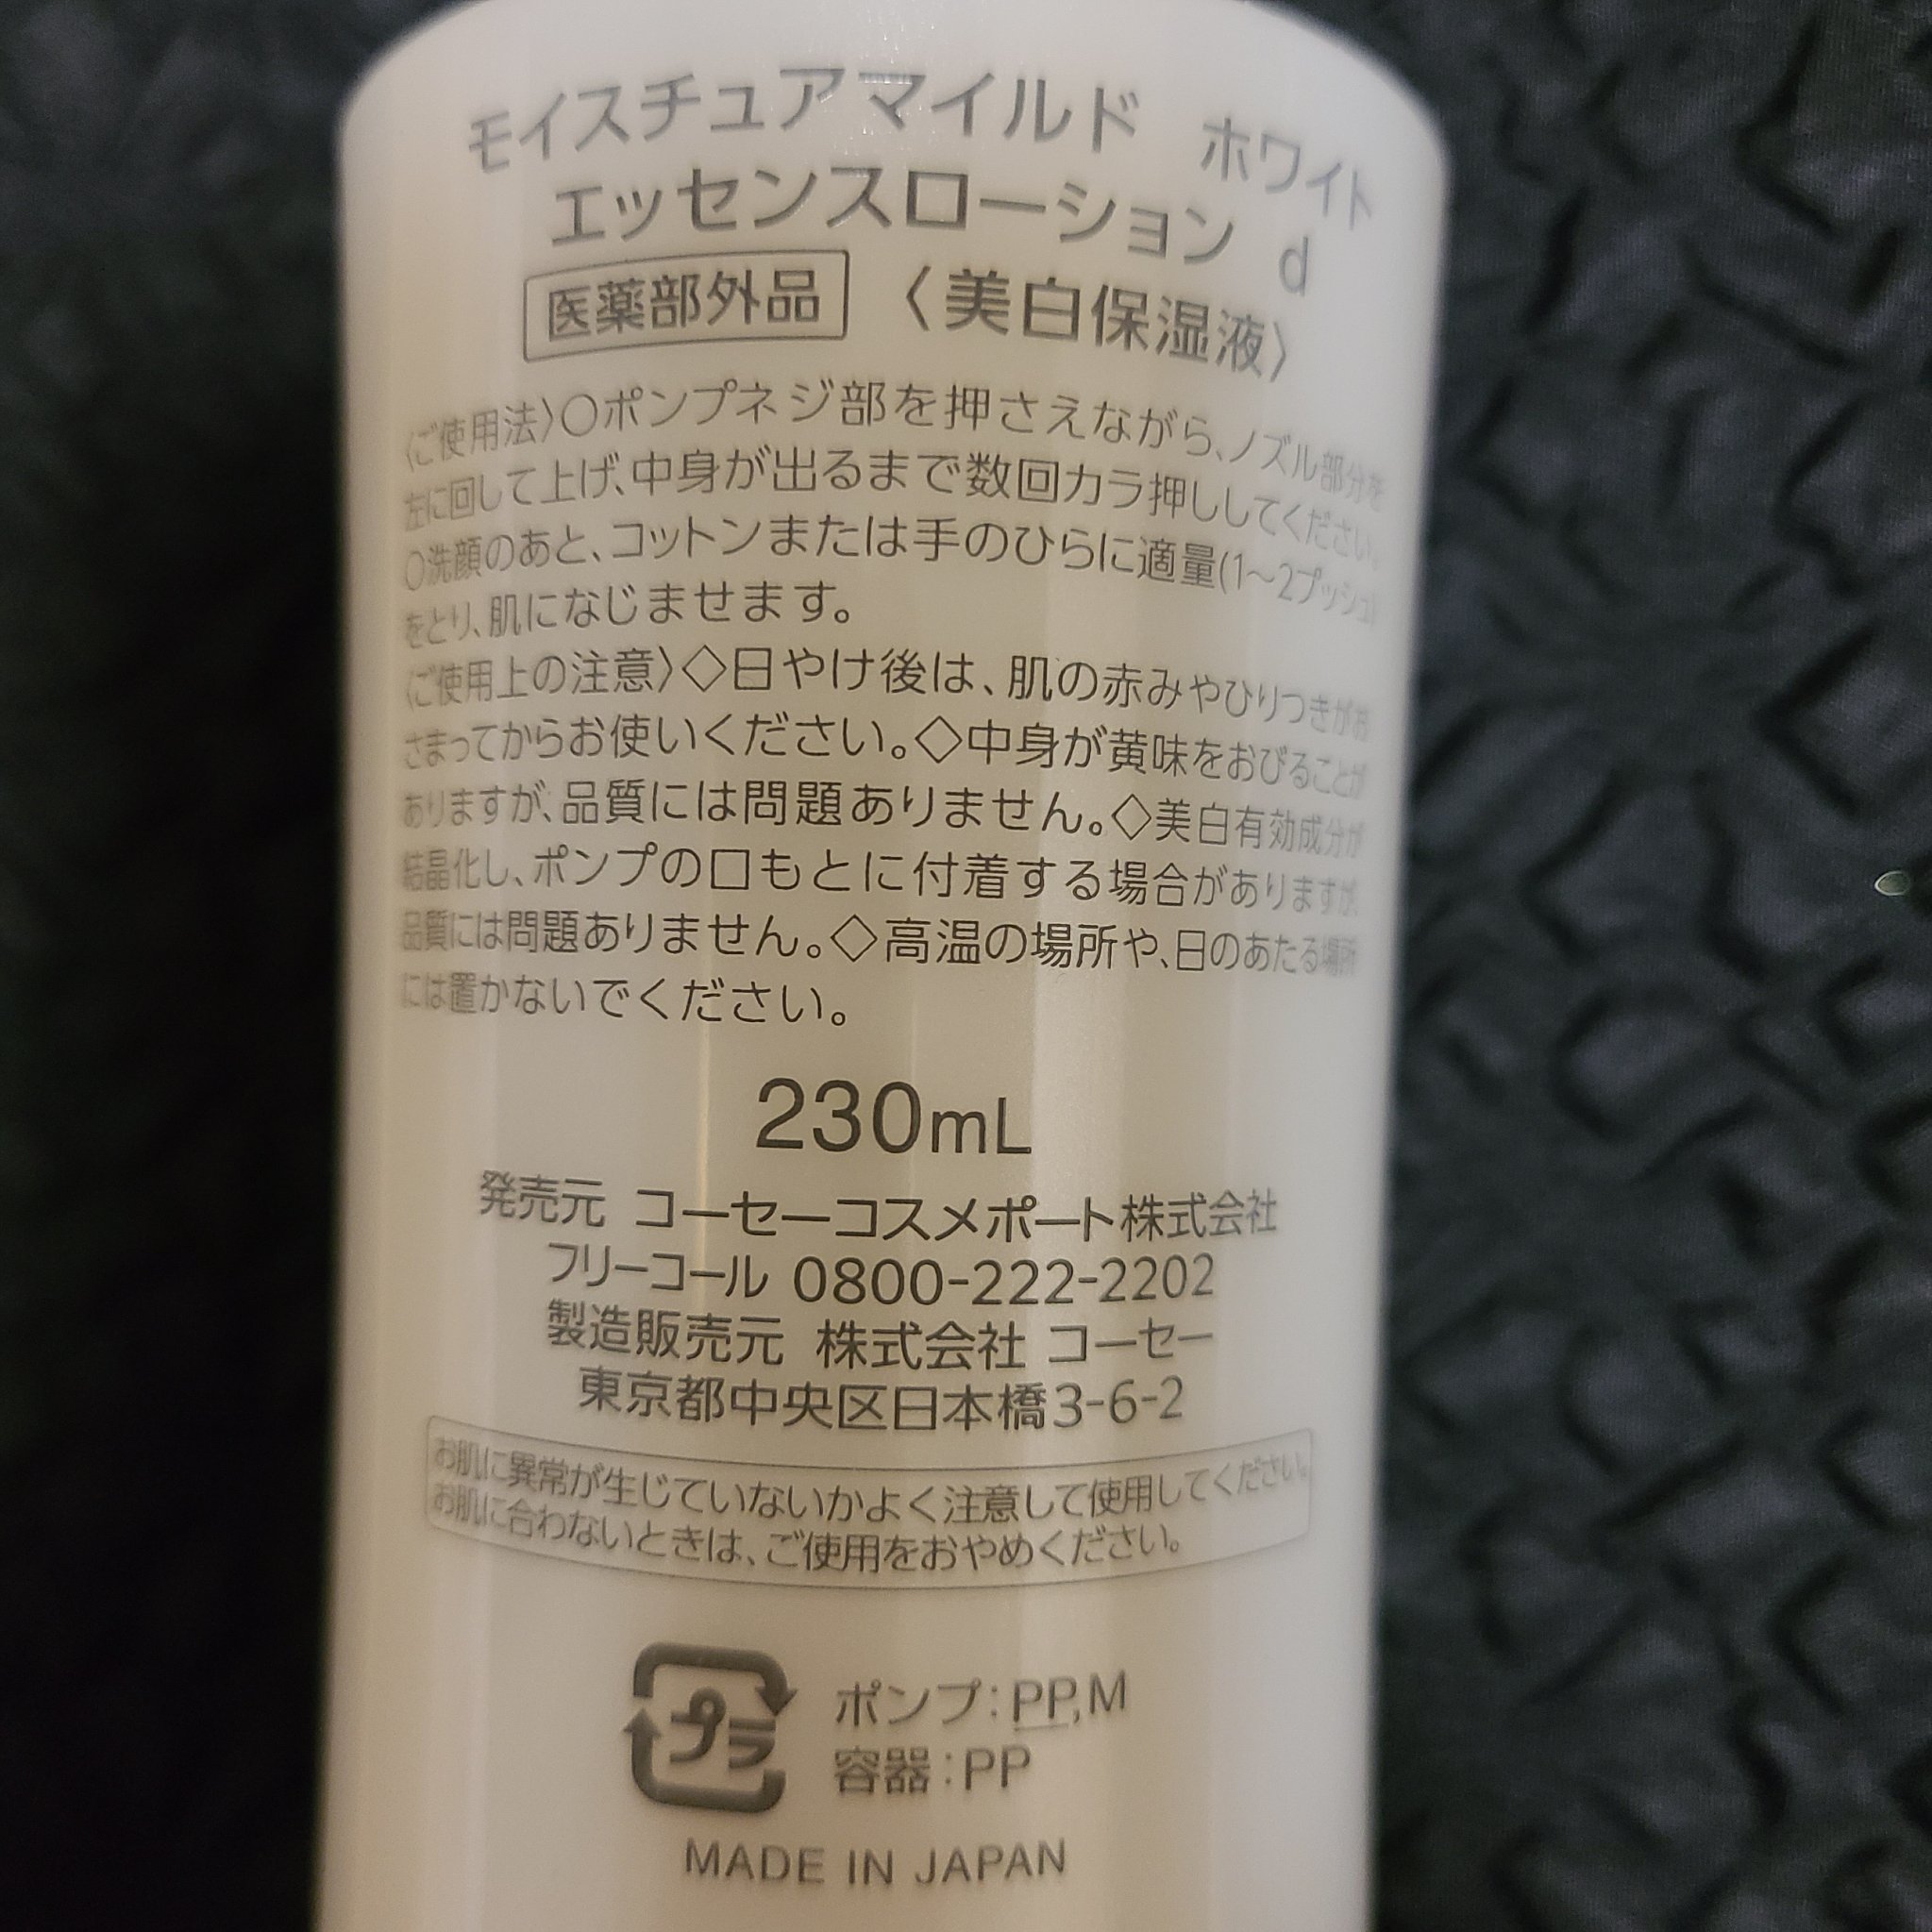 モイスチュアマイルド ホワイト
エッセンスローション d
医薬部外品 〈美白保湿液〉
〈ご使用法〉○ポンプネジ部を押さえながら、ノズル部分を
左に回して上げ、中身が出るまで数回カラ押ししてください。
○洗顔のあと、コットンまたは手のひらに適量(1～2プッシュ)
をとり、肌になじませます。
〈ご使用上の注意〉◇日やけ後は、肌の赤みやひりつきがお
さまってからお使いください。◇中身が黄味をおびることが
ありますが、品質には問題ありません。◇美白有効成分が
結晶化し、ポンプの口もとに付着する場合がありますが、
品質には問題ありません。◇高温の場所や、日のあたる場所
には置かないでください。
230mL
発売元 コーセーコスメポート株式会社
フリーコール 0800-222-2202
製造販売元 株式会社 コーセー
東京都中央区日本橋3-6-2
お肌に異常が生じていないかよく注意して使用してください。
お肌に合わないときは、ご使用をおやめください。
プラ
ポンプ:PP,M
容器:PP
MADE IN JAPAN